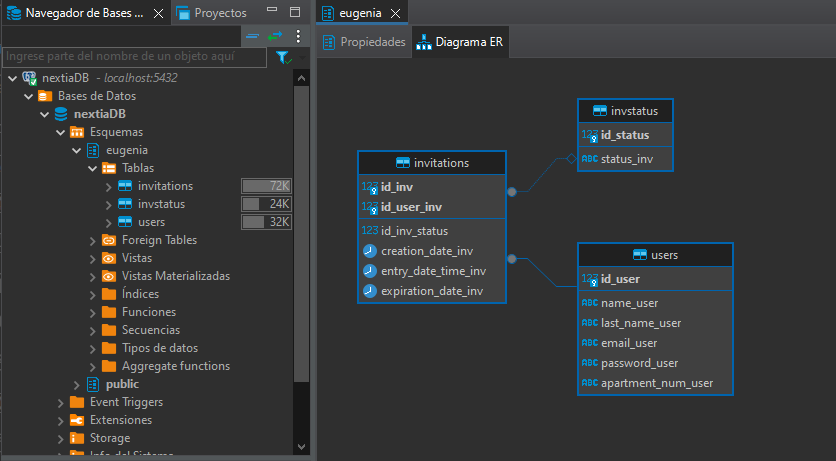 Navegador de Bases ...
Proyectos
Ingrese parte del nombre de un objeto aquí
nextiaDB - localhost:5432
Bases de Datos
nextiaDB
Esquemas
eugenia
Tablas
invitations 72K
invstatus 24K
users 32K
Foreign Tables
Vistas
Vistas Materializadas
Índices
Funciones
Secuencias
Tipos de datos
Aggregate functions
public
Event Triggers
Extensiones
Storage
Info del Sistema
eugenia
Propiedades
Diagrama ER
invitations
123 id_inv
123 id_user_inv
123 id_inv_status
creation_date_inv
entry_date_time_inv
expiration_date_inv
invstatus
123 id_status
ABC status_inv
users
123 id_user
ABC name_user
ABC last_name_user
ABC email_user
ABC password_user
ABC apartment_num_user